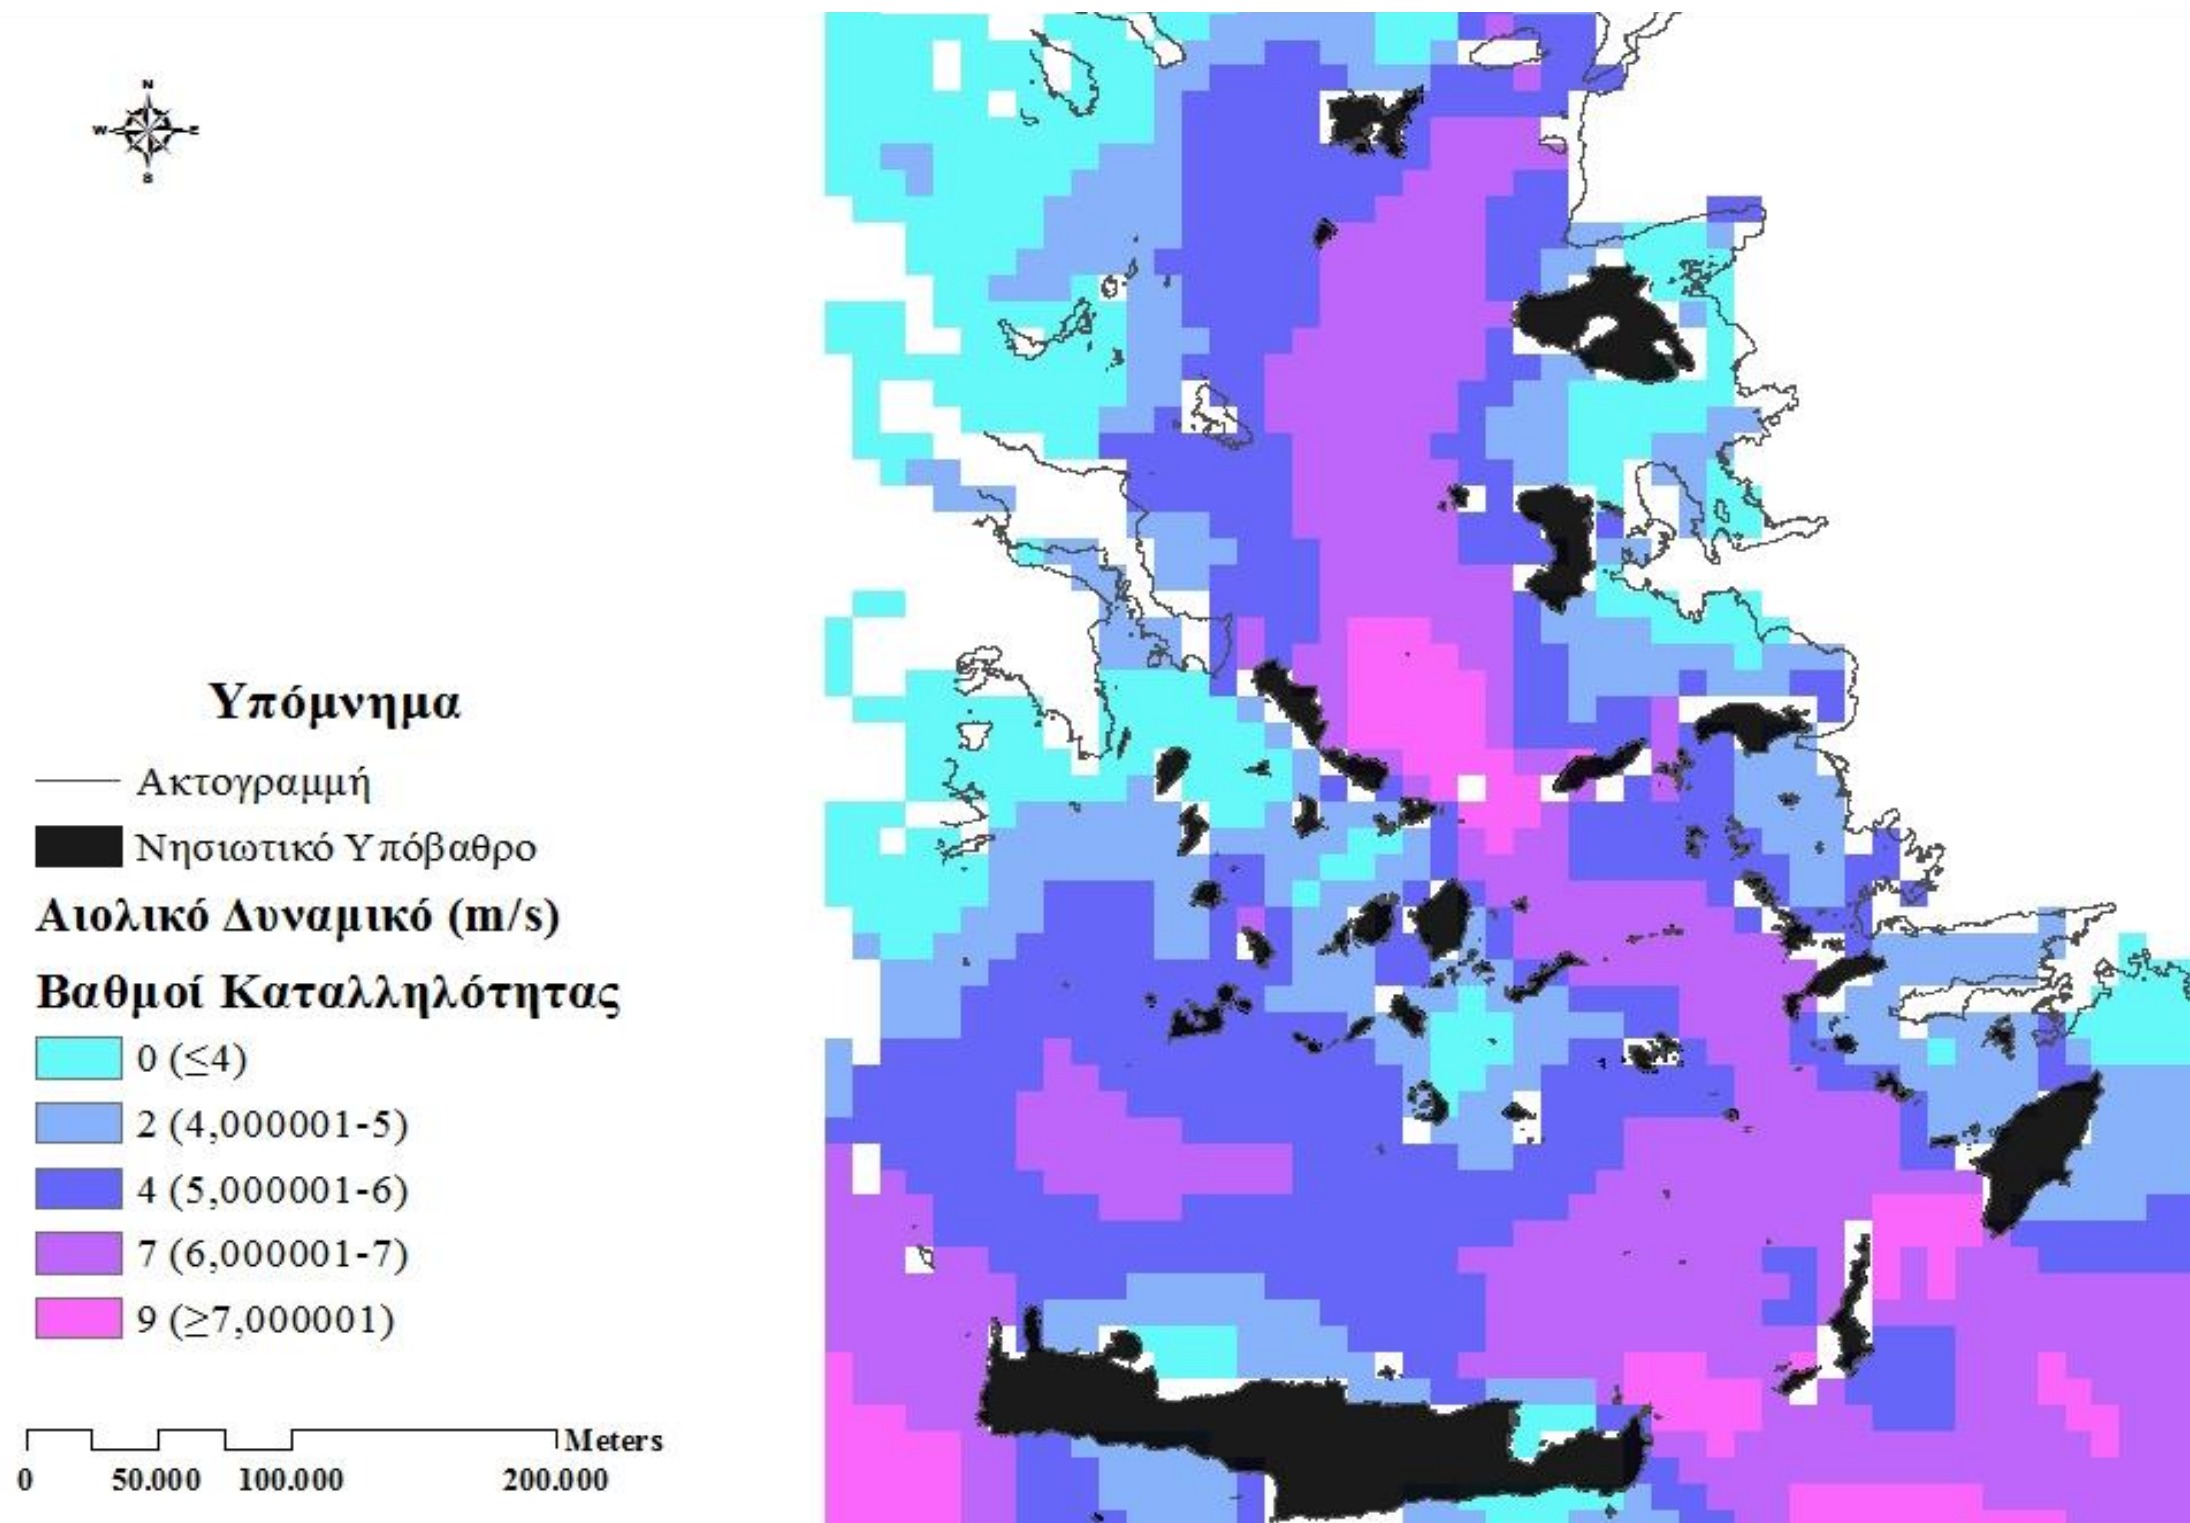 N
W E
S
Υπόμνημα
Ακτογραμμή
Νησιωτικό Υπόβαθρο
Αιολικό Δυναμικό (m/s)
Βαθμοί Καταλληλότητας
0 (≤4)
2 (4,000001-5)
4 (5,000001-6)
7 (6,000001-7)
9 (≥7,000001)
Meters
0 50.000 100.000 200.000